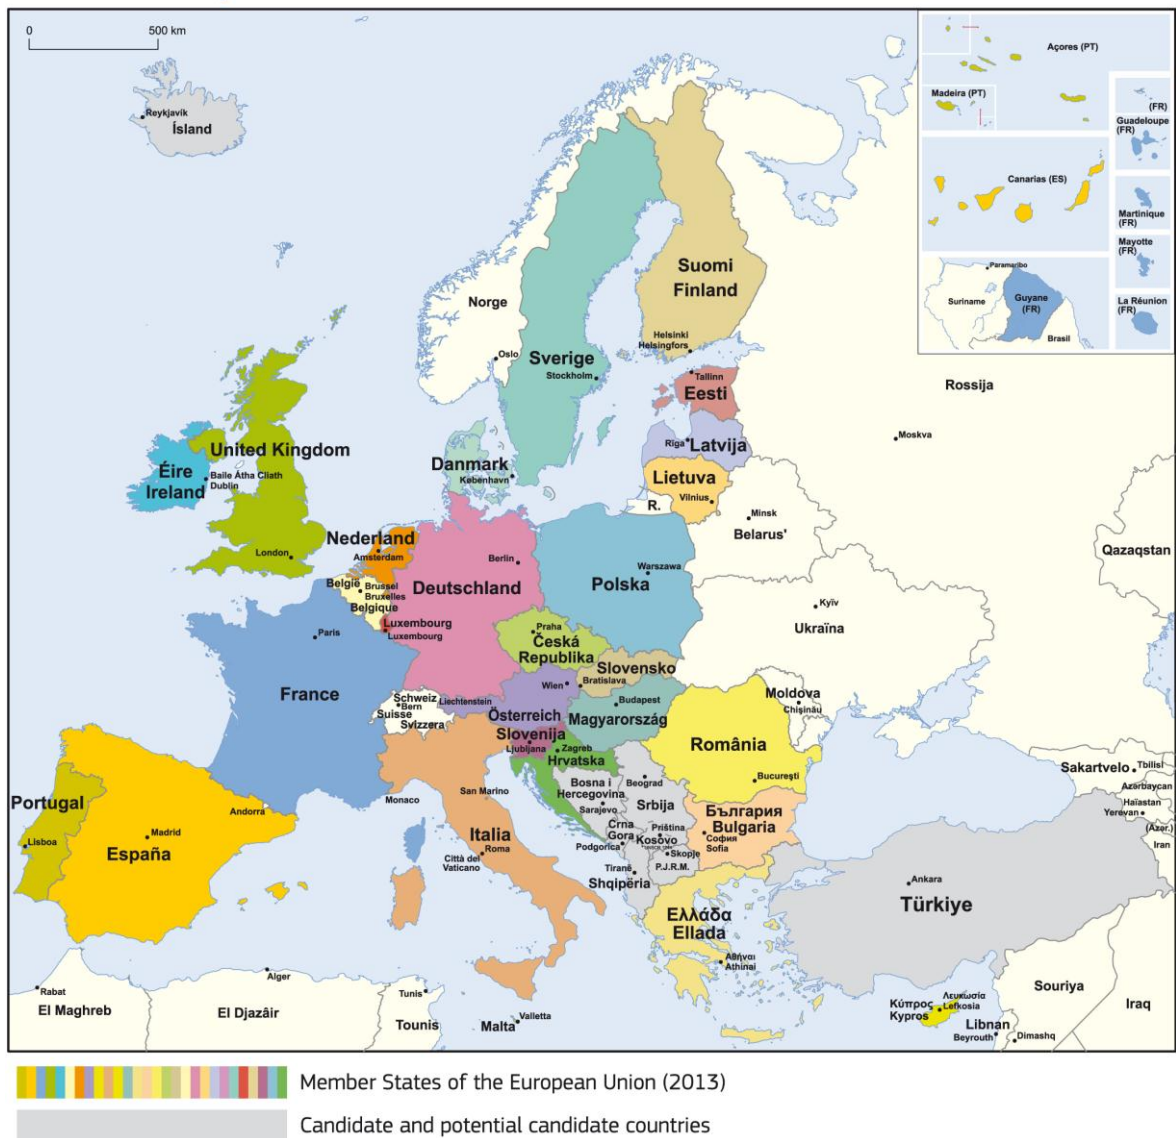 0 500 km
Reykjavík
Ísland
Açores (PT)
Madeira (PT)
(FR)
Guadeloupe
(FR)
Canarias (ES)
Martinique
(FR)
Mayotte
(FR)
Paramaribo
Suriname
Guyane
(FR)
Brasil
La Réunion
(FR)
Norge
Oslo
Suomi
Finland
Helsinki
Helsingfors
Sverige
Stockholm
Tallinn
Eesti
Rossija
Moskva
Rīga
Latvija
Lietuva
Vilnius
R.
Minsk
Belarus'
United Kingdom
London
Éire
Ireland
Baile Átha Cliath
Dublin
Danmark
København
Nederland
Amsterdam
België
Brussel
Bruxelles
Belgique
Luxembourg
Luxembourg
Deutschland
Berlin
Polska
Warszawa
Qazaqstan
Kyïv
Ukraïna
Praha
Česká
Republika
Slovensko
Bratislava
Paris
France
Schweiz
Bern
Suisse
Svizzera
Liechtenstein
Wien
Österreich
Budapest
Magyarország
Moldova
Chişinău
Slovenija
Ljubljana
Zagreb
Hrvatska
România
Bucureşti
Portugal
Lisboa
Madrid
España
Andorra
Monaco
San Marino
Italia
Roma
Città del
Vaticano
Bosna i
Hercegovina
Sarajevo
Beograd
Srbija
Crna
Gora
Podgorica
Priština
Kosovo
Skopje
P.J.R.M.
Tiranë
Shqipëria
България
Bulgaria
София
Sofia
Ελλάδα
Ellada
Αθήναι
Athinai
Sakartvelo
Tbilisi
Azərbaycan
Haïastan
Yerevan
(Azer.)
Iran
Ankara
Türkiye
Rabat
El Maghreb
Alger
El Djazâir
Tunis
Tounis
Valletta
Malta
Κύπρος
Kypros
Λευκωσία
Lefkosia
Libnan
Beyrouth
Souriya
Dimashq
Iraq
Member States of the European Union (2013)
Candidate and potential candidate countries